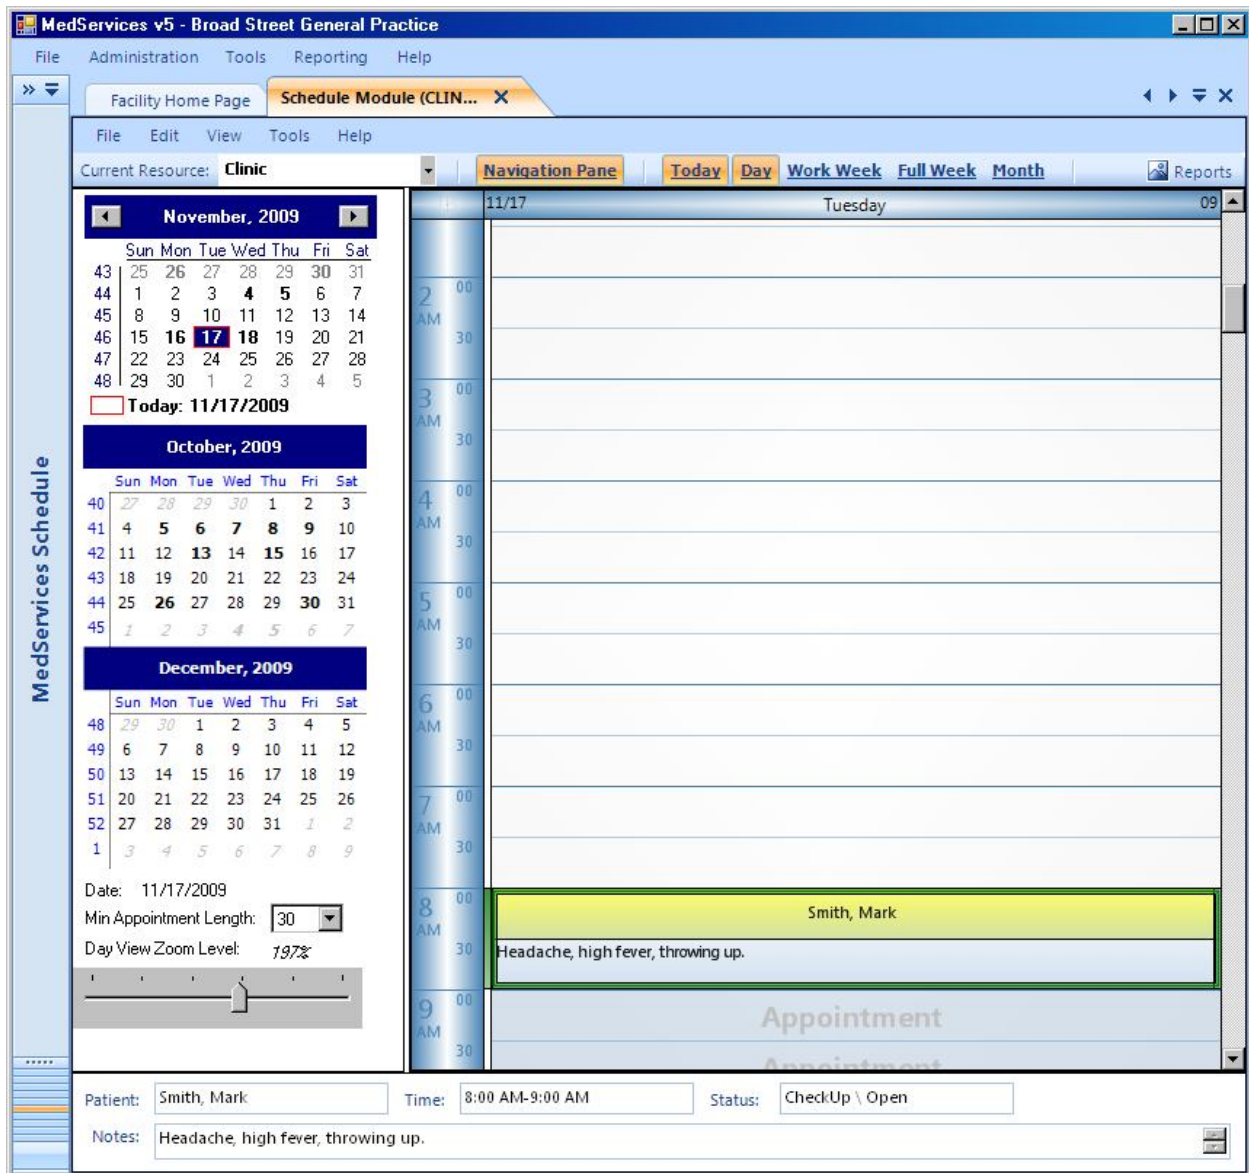 MedServices v5 - Broad Street General Practice
File Administration Tools Reporting Help
Facility Home Page Schedule Module (CLIN...
File Edit View Tools Help
Current Resource: Clinic Navigation Pane Today Day Work Week Full Week Month Reports
MedServices Schedule
November, 2009
Sun Mon Tue Wed Thu Fri Sat
43 25 26 27 28 29 30 31
44 1 2 3 4 5 6 7
45 8 9 10 11 12 13 14
46 15 16 17 18 19 20 21
47 22 23 24 25 26 27 28
48 29 30 1 2 3 4 5
Today: 11/17/2009
October, 2009
Sun Mon Tue Wed Thu Fri Sat
40 27 28 29 30 1 2 3
41 4 5 6 7 8 9 10
42 11 12 13 14 15 16 17
43 18 19 20 21 22 23 24
44 25 26 27 28 29 30 31
45 1 2 3 4 5 6 7
December, 2009
Sun Mon Tue Wed Thu Fri Sat
48 29 30 1 2 3 4 5
49 6 7 8 9 10 11 12
50 13 14 15 16 17 18 19
51 20 21 22 23 24 25 26
52 27 28 29 30 31 1 2
1 3 4 5 6 7 8 9
Date: 11/17/2009
Min Appointment Length: 30
Day View Zoom Level: 197%
11/17 Tuesday 09
2 00
AM
30
3 00
AM
30
4 00
AM
30
5 00
AM
30
6 00
AM
30
7 00
AM
30
8 00 Smith, Mark
AM
30 Headache, high fever, throwing up.
9 00 Appointment
AM
30 Appointment
Patient: Smith, Mark Time: 8:00 AM-9:00 AM Status: CheckUp \ Open
Notes: Headache, high fever, throwing up.